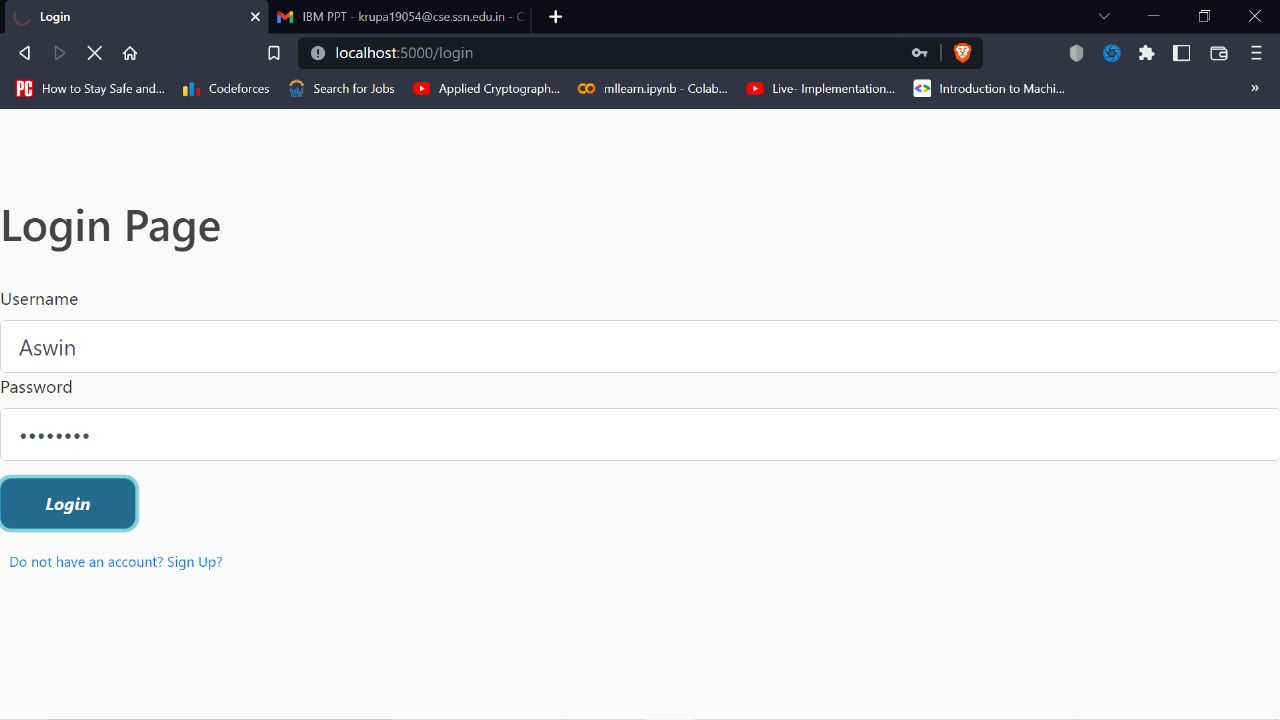 Login
IBM PPT - krupa19054@cse.ssn.edu.in - C
localhost:5000/login
PC How to Stay Safe and... Codeforces Search for Jobs Applied Cryptograph... mllearn.ipynb - Colab... Live- Implementation... Introduction to Machi... »
Login Page
Username
Aswin
Password
••••••••
Login
Do not have an account? Sign Up?